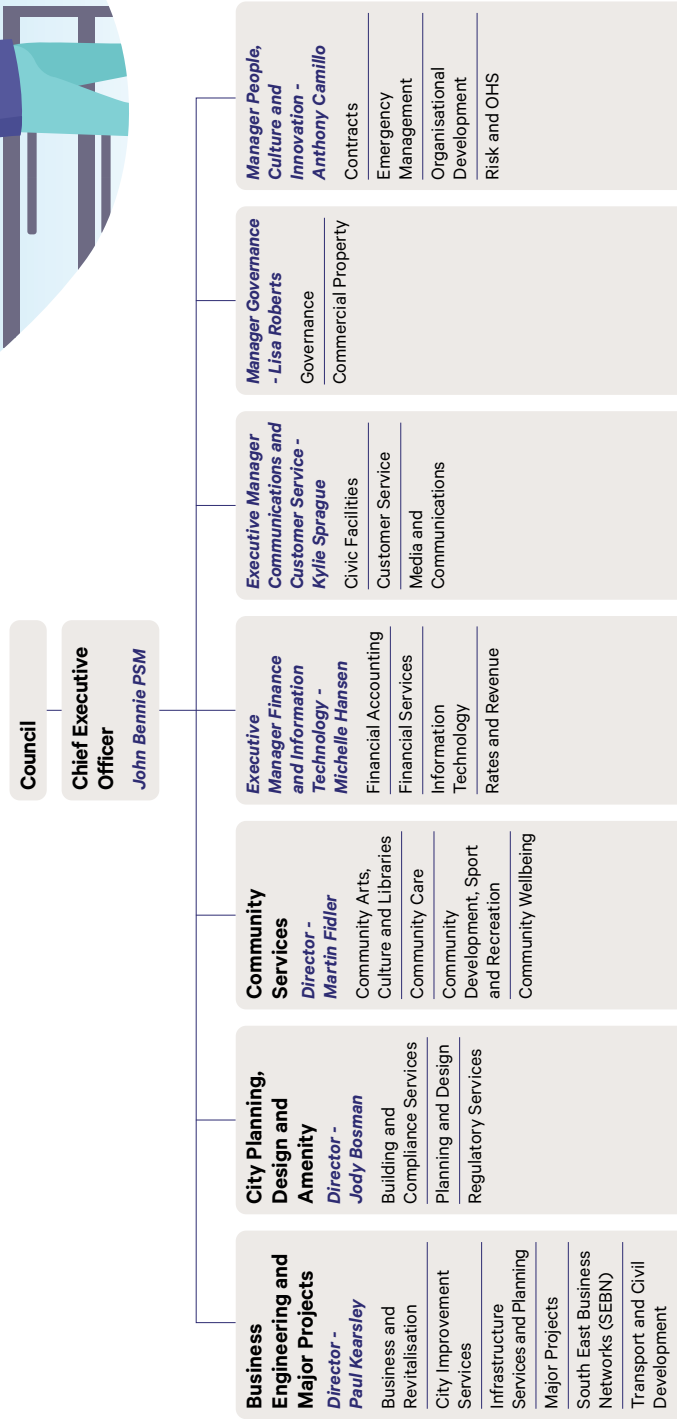 Council
Chief Executive
Officer
John Bennie PSM
Business
Engineering and
Major Projects
Director -
Paul Kearsley
Business and
Revitalisation
City Improvement
Services
Infrastructure
Services and Planning
Major Projects
South East Business
Networks (SEBN)
Transport and Civil
Development
City Planning,
Design and
Amenity
Director -
Jody Bosman
Building and
Compliance Services
Planning and Design
Regulatory Services
Community
Services
Director -
Martin Fidler
Community Arts,
Culture and Libraries
Community Care
Community
Development, Sport
and Recreation
Community Wellbeing
Executive
Manager Finance
and Information
Technology -
Michelle Hansen
Financial Accounting
Financial Services
Information
Technology
Rates and Revenue
Executive Manager
Communications and
Customer Service -
Kylie Sprague
Civic Facilities
Customer Service
Media and
Communications
Manager Governance
- Lisa Roberts
Governance
Commercial Property
Manager People,
Culture and
Innovation -
Anthony Camillo
Contracts
Emergency
Management
Organisational
Development
Risk and OHS